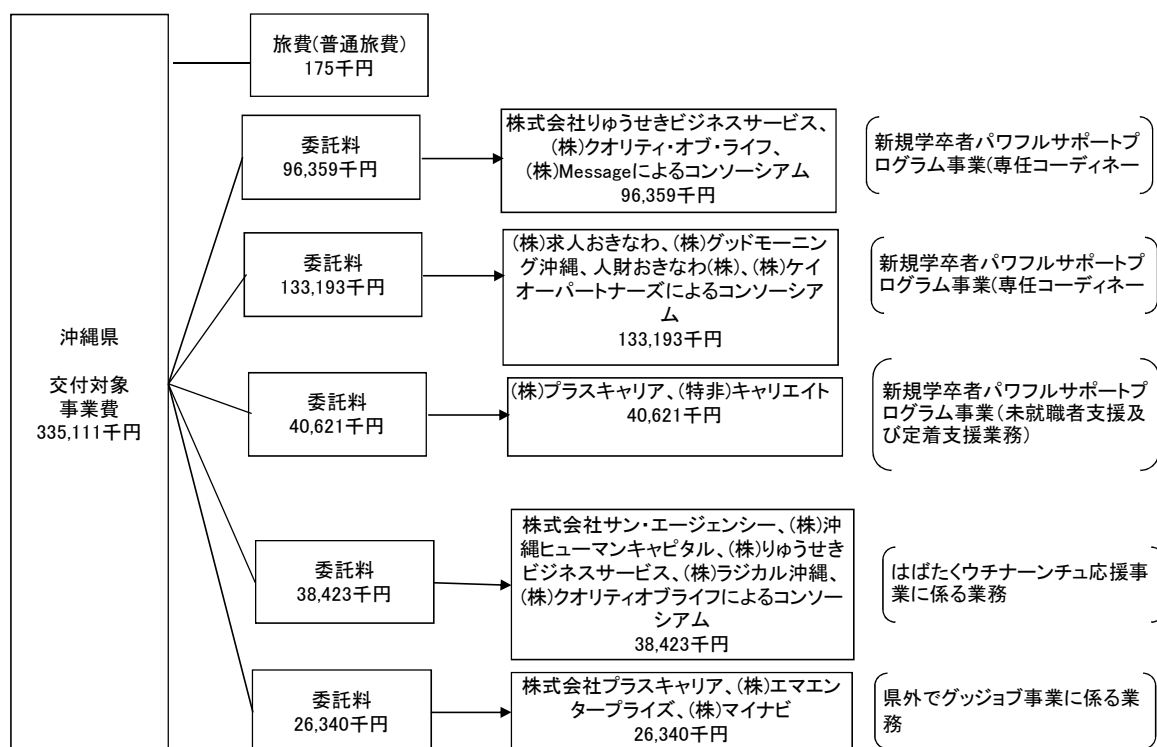 旅費(普通旅費)
175千円
委託料
96,359千円
株式会社りゅうせきビジネスサービス、
(株)クオリティ・オブ・ライフ、
(株)Messageによるコンソーシアム
96,359千円
新規学卒者パワフルサポートプ
ログラム事業(専任コーディネー
委託料
133,193千円
(株)求人おきなわ、(株)グッドモーニン
グ沖縄、人財おきなわ(株)、(株)ケイ
オーパートナーズによるコンソーシア
ム
133,193千円
新規学卒者パワフルサポートプ
ログラム事業(専任コーディネー
沖縄県
交付対象
事業費
335,111千円
委託料
40,621千円
(株)プラスキャリア、(特非)キャリエイト
40,621千円
新規学卒者パワフルサポートプ
ログラム事業(未就職者支援及
び定着支援業務)
委託料
38,423千円
株式会社サン・エージェンシー、(株)沖
縄ヒューマンキャピタル、(株)りゅうせき
ビジネスサービス、(株)ラジカル沖縄、
(株)クオリティオブライフによるコンソー
シアム
38,423千円
はばたくウチナーンチュ応援事
業に係る業務
委託料
26,340千円
株式会社プラスキャリア、(株)エマエン
タープライズ、(株)マイナビ
26,340千円
県外でグッジョブ事業に係る業
務